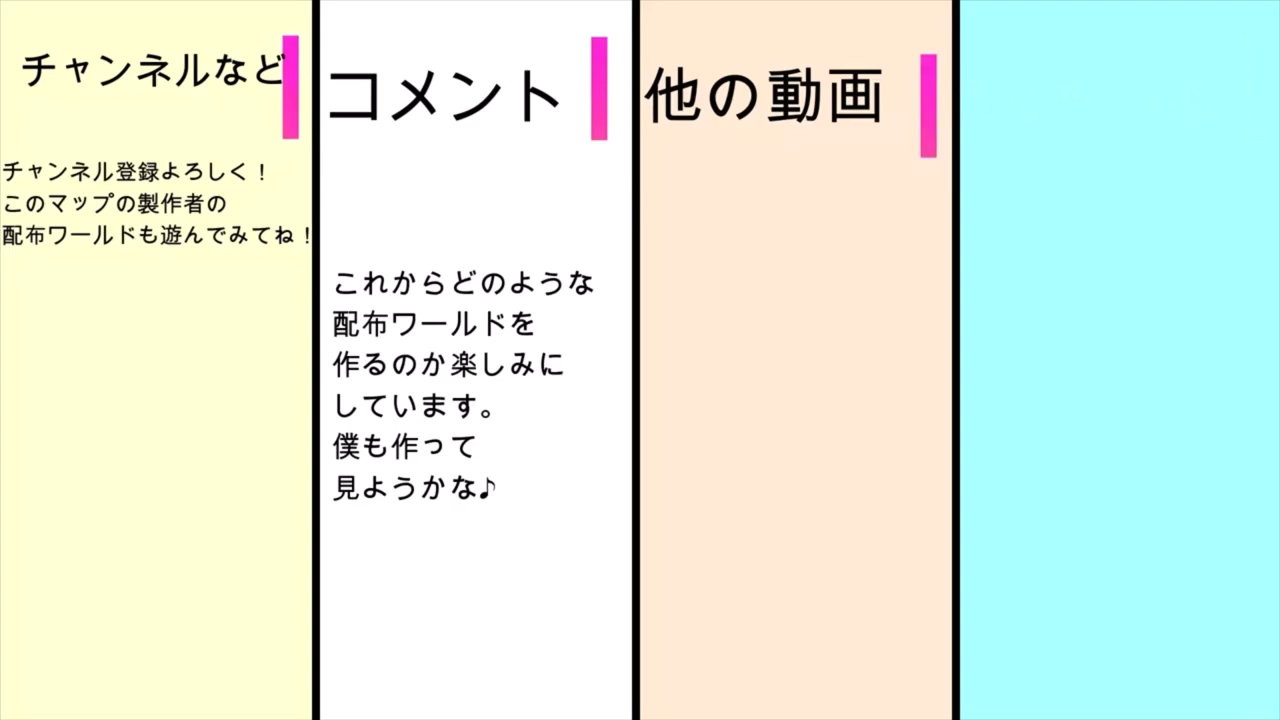 チャンネルなど
チャンネル登録よろしく！
このマップの製作者の
配布ワールドも遊んでみてね！
コメント
これからどのような
配布ワールドを
作るのか楽しみに
しています。
僕も作って
見ようかな♪
他の動画